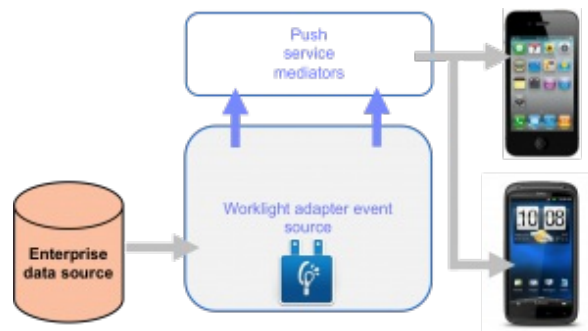 Push
service
mediators
Worklight adapter event
source
Enterprise
data source
10 08